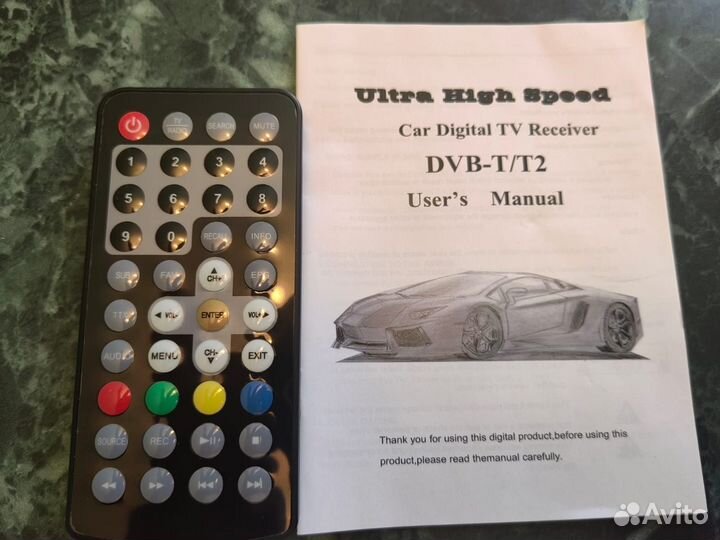 TV RADIO SEARCH MUTE
1 2 3 4
5 6 7 8
9 0 RECALL INFO
SUB FAV CH+ EPG
TTX VOL- ENTER VOL+
AUDIO MENU CH- EXIT
SOURCE REC
Ultra High Speed
Car Digital TV Receiver
DVB-T/T2
User's Manual
Thank you for using this digital product,before using this
product,please read themanual carefully.
Avito